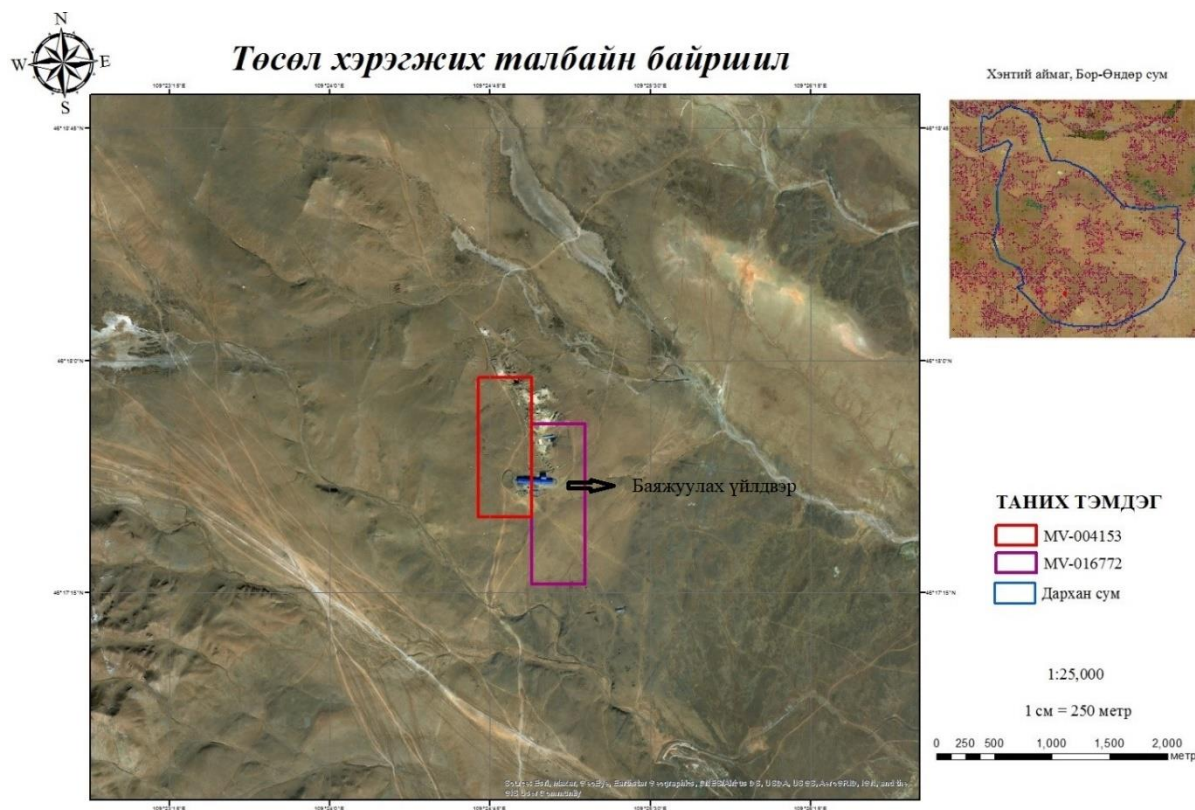 N
W E
S
Төсөл хэрэгжих талбайн байршил
Хэнтий аймаг, Бор-Өндөр сум
Баяжуулах үйлдвэр
ТАНИХ ТЭМДЭГ
MV-004153
MV-016772
Дархан сум
1:25,000
1 см = 250 метр
0 250 500 1,000 1,500 2,000
метр